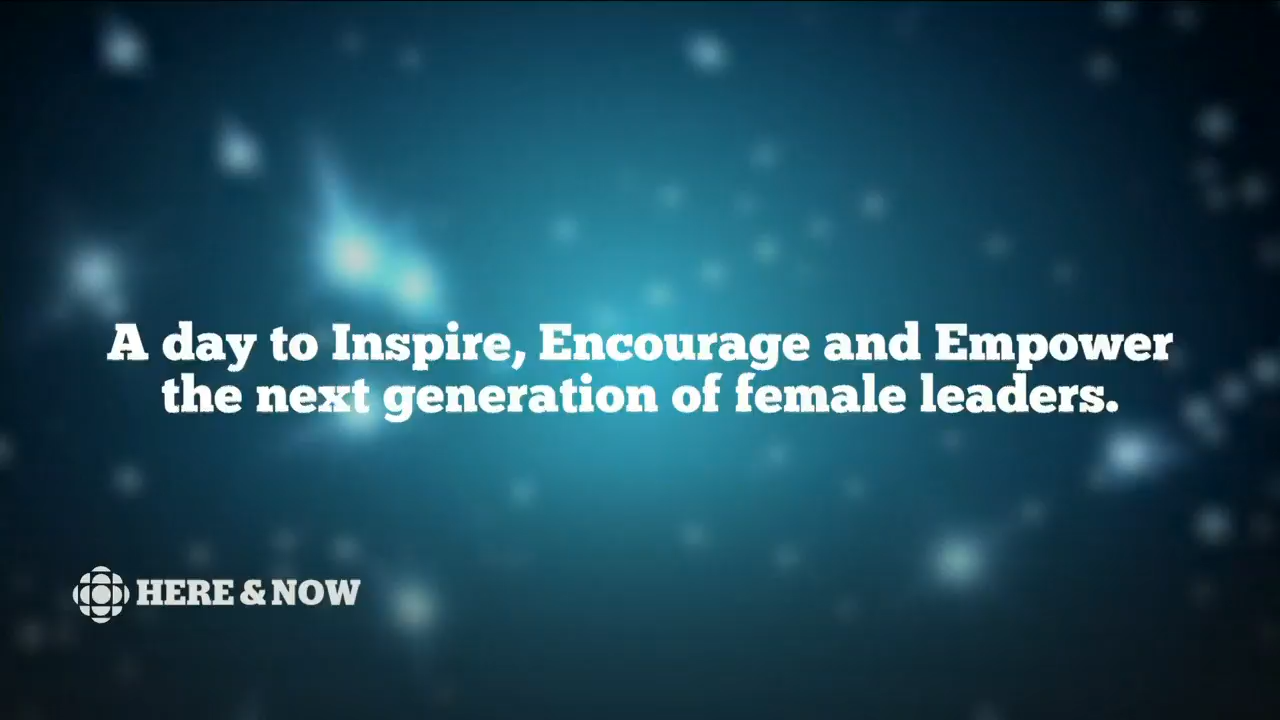 A day to Inspire, Encourage and Empower
the next generation of female leaders.
HERE & NOW